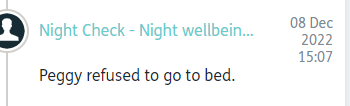 Night Check - Night wellbein...
08 Dec
2022
15:07
Peggy refused to go to bed.